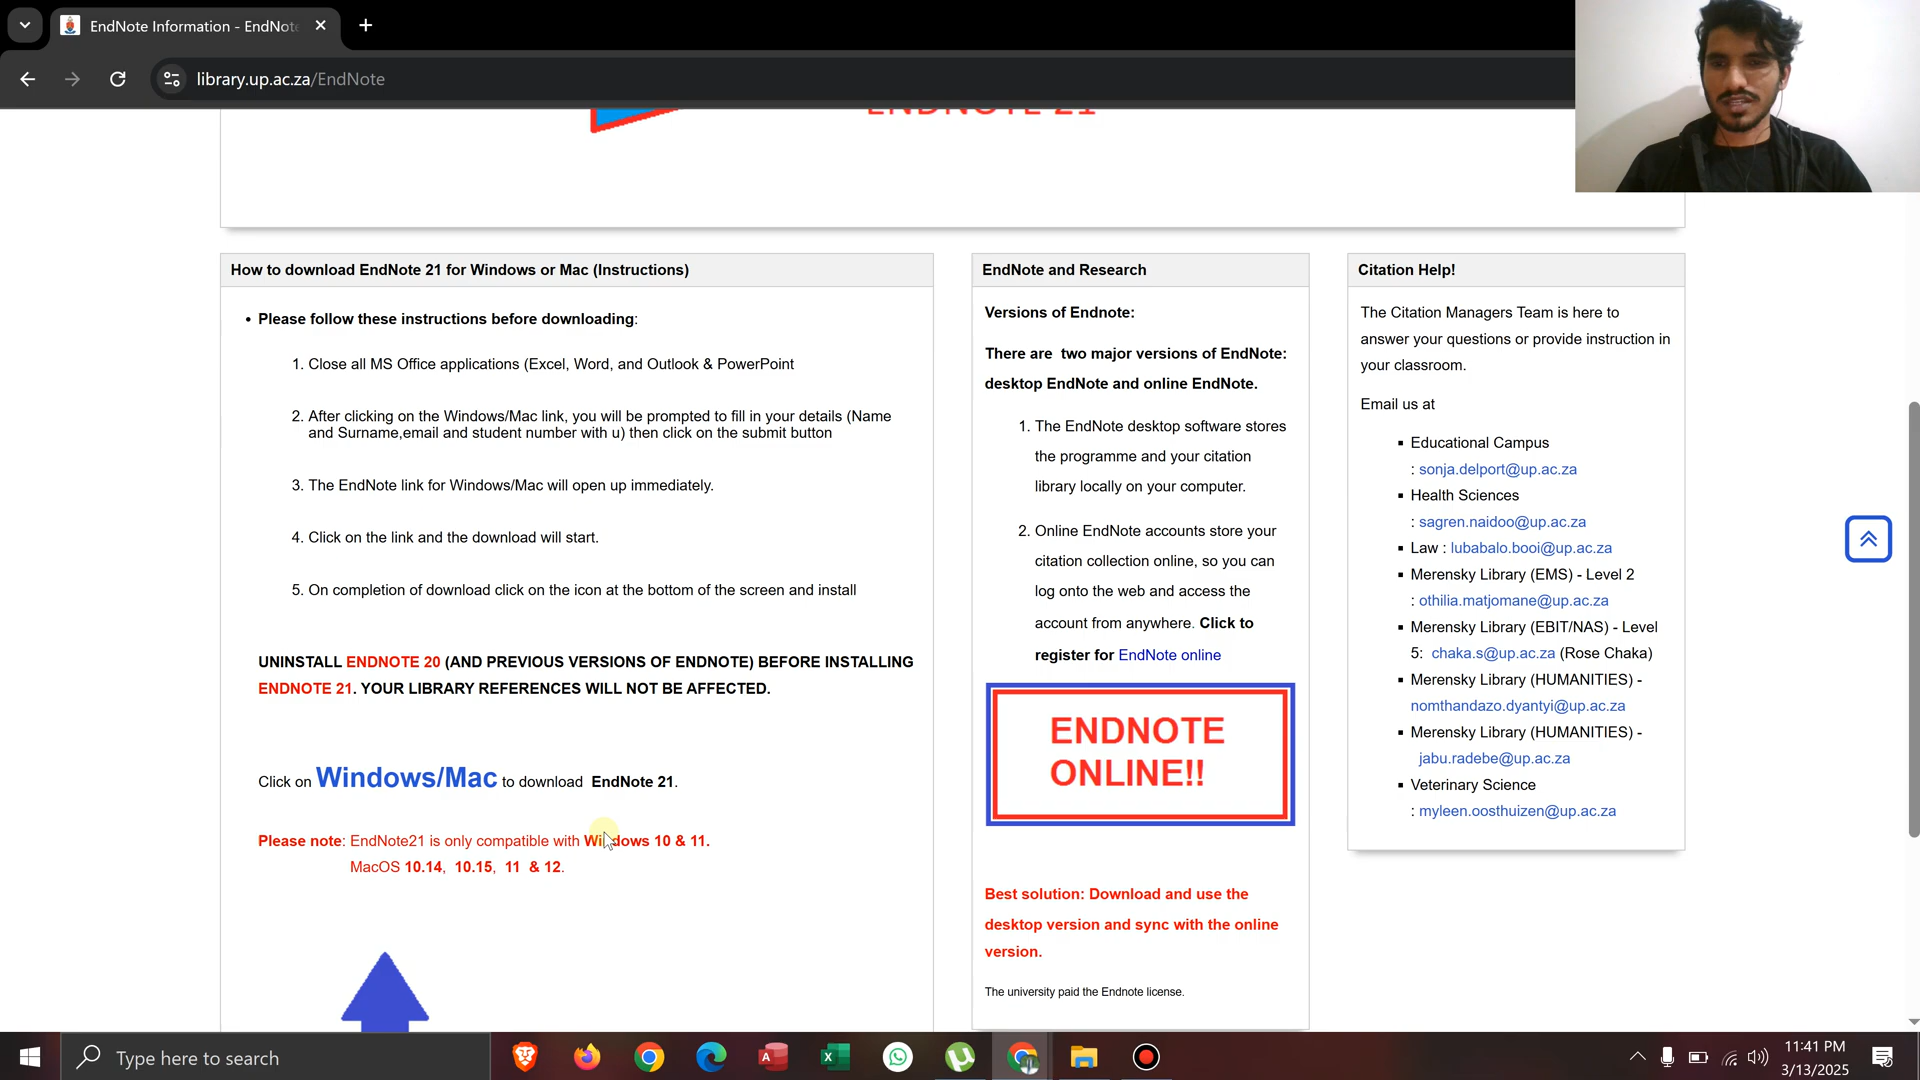 EndNote Information - EndNote
library.up.ac.za/EndNote
ENDNOTE 21
How to download EndNote 21 for Windows or Mac (Instructions)
Please follow these instructions before downloading:
1. Close all MS Office applications (Excel, Word, and Outlook & PowerPoint
2. After clicking on the Windows/Mac link, you will be prompted to fill in your details (Name
and Surname,email and student number with u) then click on the submit button
3. The EndNote link for Windows/Mac will open up immediately.
4. Click on the link and the download will start.
5. On completion of download click on the icon at the bottom of the screen and install
UNINSTALL ENDNOTE 20 (AND PREVIOUS VERSIONS OF ENDNOTE) BEFORE INSTALLING
ENDNOTE 21. YOUR LIBRARY REFERENCES WILL NOT BE AFFECTED.
Click on Windows/Mac to download EndNote 21.
Please note: EndNote21 is only compatible with Windows 10 & 11.
MacOS 10.14, 10.15, 11 & 12.
EndNote and Research
Versions of Endnote:
There are two major versions of EndNote:
desktop EndNote and online EndNote.
1. The EndNote desktop software stores
the programme and your citation
library locally on your computer.
2. Online EndNote accounts store your
citation collection online, so you can
log onto the web and access the
account from anywhere. Click to
register for EndNote online
ENDNOTE
ONLINE!!
Best solution: Download and use the
desktop version and sync with the online
version.
The university paid the Endnote license.
Citation Help!
The Citation Managers Team is here to
answer your questions or provide instruction in
your classroom.
Email us at
Educational Campus
: sonja.delport@up.ac.za
Health Sciences
: sagren.naidoo@up.ac.za
Law : lubabalo.booi@up.ac.za
Merensky Library (EMS) - Level 2
: othilia.matjomane@up.ac.za
Merensky Library (EBIT/NAS) - Level
5: chaka.s@up.ac.za (Rose Chaka)
Merensky Library (HUMANITIES) -
nomthandazo.dyantyi@up.ac.za
Merensky Library (HUMANITIES) -
jabu.radebe@up.ac.za
Veterinary Science
: myleen.oosthuizen@up.ac.za
Type here to search
11:41 PM
3/13/2025